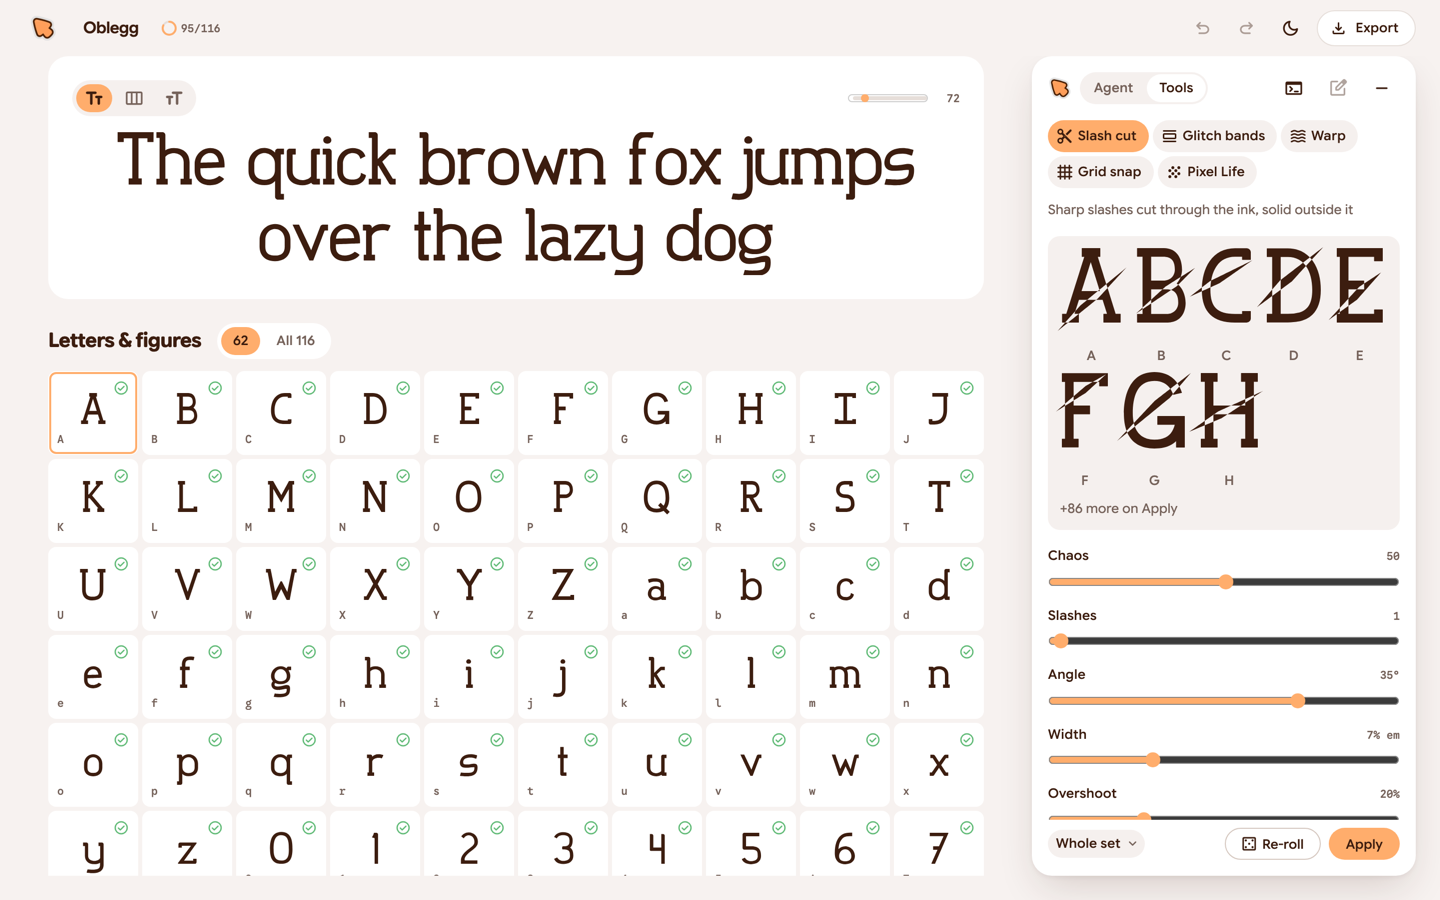 Oblegg
95/116
Export
72
The quick brown fox jumps
over the lazy dog
Letters & figures
62
All 116
A B C D E F G H I J
A B C D E F G H I J
K L M N O P Q R S T
K L M N O P Q R S T
U V W X Y Z a b c d
U V W X Y Z a b c d
e f g h i j k l m n
e f g h i j k l m n
o p q r s t u v w x
o p q r s t u v w x
y z 0 1 2 3 4 5 6 7
Agent
Tools
Slash cut
Glitch bands
Warp
Grid snap
Pixel Life
Sharp slashes cut through the ink, solid outside it
ABCDE
A B C D E
FGH
F G H
+86 more on Apply
Chaos 50
Slashes 1
Angle 35°
Width 7% em
Overshoot 20%
Whole set
Re-roll
Apply